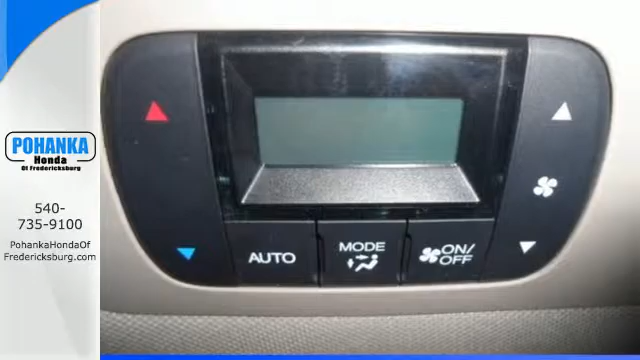 POHANKA
Honda
Of Fredericksburg
540-
735-9100
PohankaHondaOf
Fredericksburg.com
AUTO
MODE
ON/
OFF